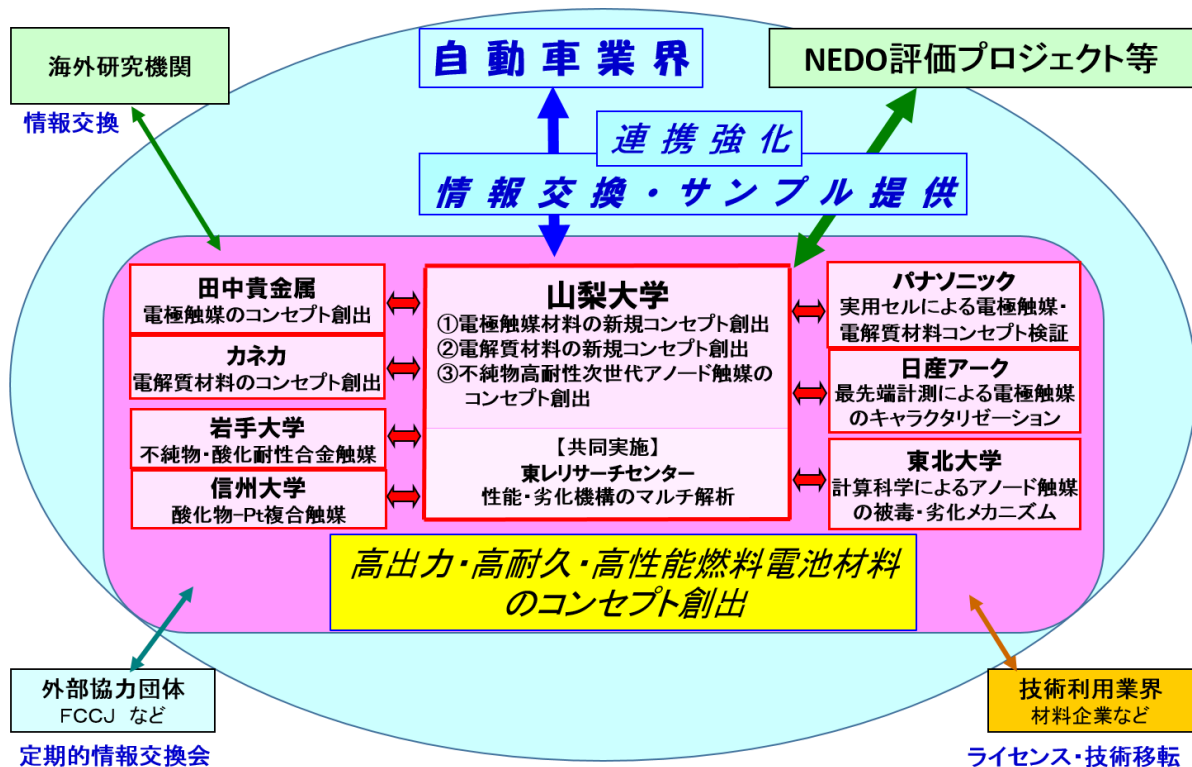 海外研究機関
情報交換
自動車業界
NEDO評価プロジェクト等
連携強化
情報交換・サンプル提供
田中貴金属
電極触媒のコンセプト創出
カネカ
電解質材料のコンセプト創出
岩手大学
不純物・酸化耐性合金触媒
信州大学
酸化物-Pt複合触媒
山梨大学
①電極触媒材料の新規コンセプト創出
②電解質材料の新規コンセプト創出
③不純物高耐性次世代アノード触媒の
コンセプト創出
【共同実施】
東レリサーチセンター
性能・劣化機構のマルチ解析
パナソニック
実用セルによる電極触媒・
電解質材料コンセプト検証
日産アーク
最先端計測による電極触媒
のキャラクタリゼーション
東北大学
計算科学によるアノード触媒
の被毒・劣化メカニズム
高出力・高耐久・高性能燃料電池材料
のコンセプト創出
外部協力団体
FCCJ など
定期的情報交換会
技術利用業界
材料企業など
ライセンス・技術移転